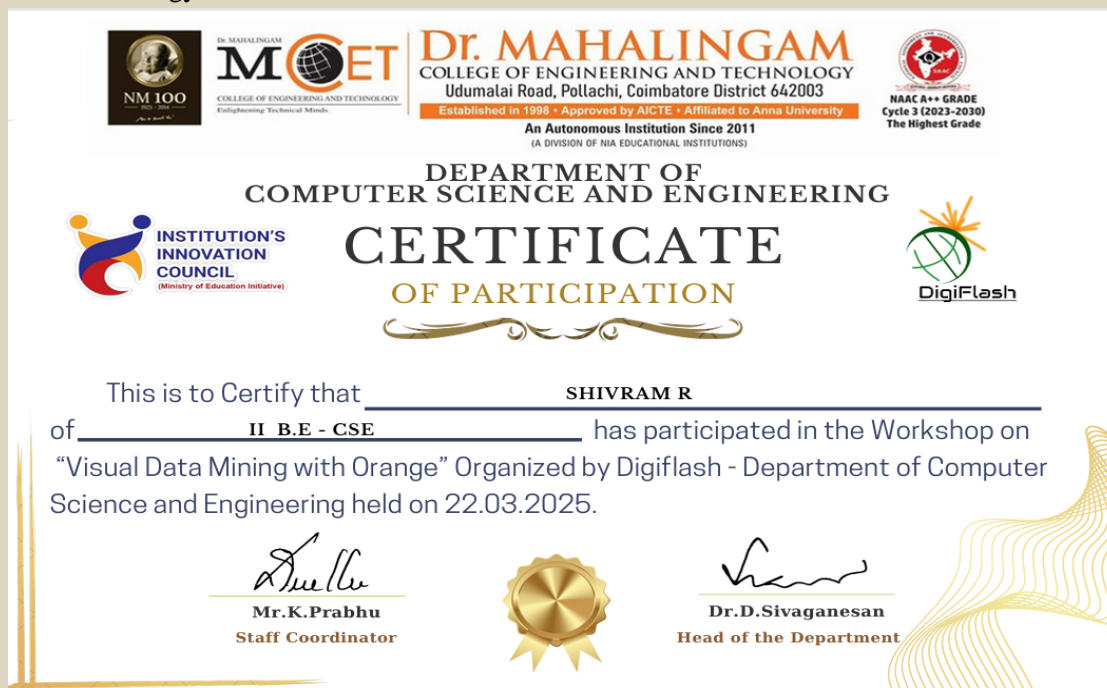 NM 100
1923 - 2014
Dr. MAHALINGAM
MCET
COLLEGE OF ENGINEERING AND TECHNOLOGY
Enlightening Technical Minds
Dr. MAHALINGAM
COLLEGE OF ENGINEERING AND TECHNOLOGY
Udumalai Road, Pollachi, Coimbatore District 642003
Established in 1998 • Approved by AICTE • Affiliated to Anna University
An Autonomous Institution Since 2011
(A DIVISION OF NIA EDUCATIONAL INSTITUTIONS)
NAAC
NAAC A++ GRADE
Cycle 3 (2023-2030)
The Highest Grade
DEPARTMENT OF
COMPUTER SCIENCE AND ENGINEERING
INSTITUTION'S
INNOVATION
COUNCIL
(Ministry of Education Initiative)
CERTIFICATE
OF PARTICIPATION
DigiFlash
This is to Certify that SHIVRAM R
of II B.E - CSE has participated in the Workshop on
“Visual Data Mining with Orange” Organized by Digiflash - Department of Computer
Science and Engineering held on 22.03.2025.
Mr.K.Prabhu
Staff Coordinator
Dr.D.Sivaganesan
Head of the Department